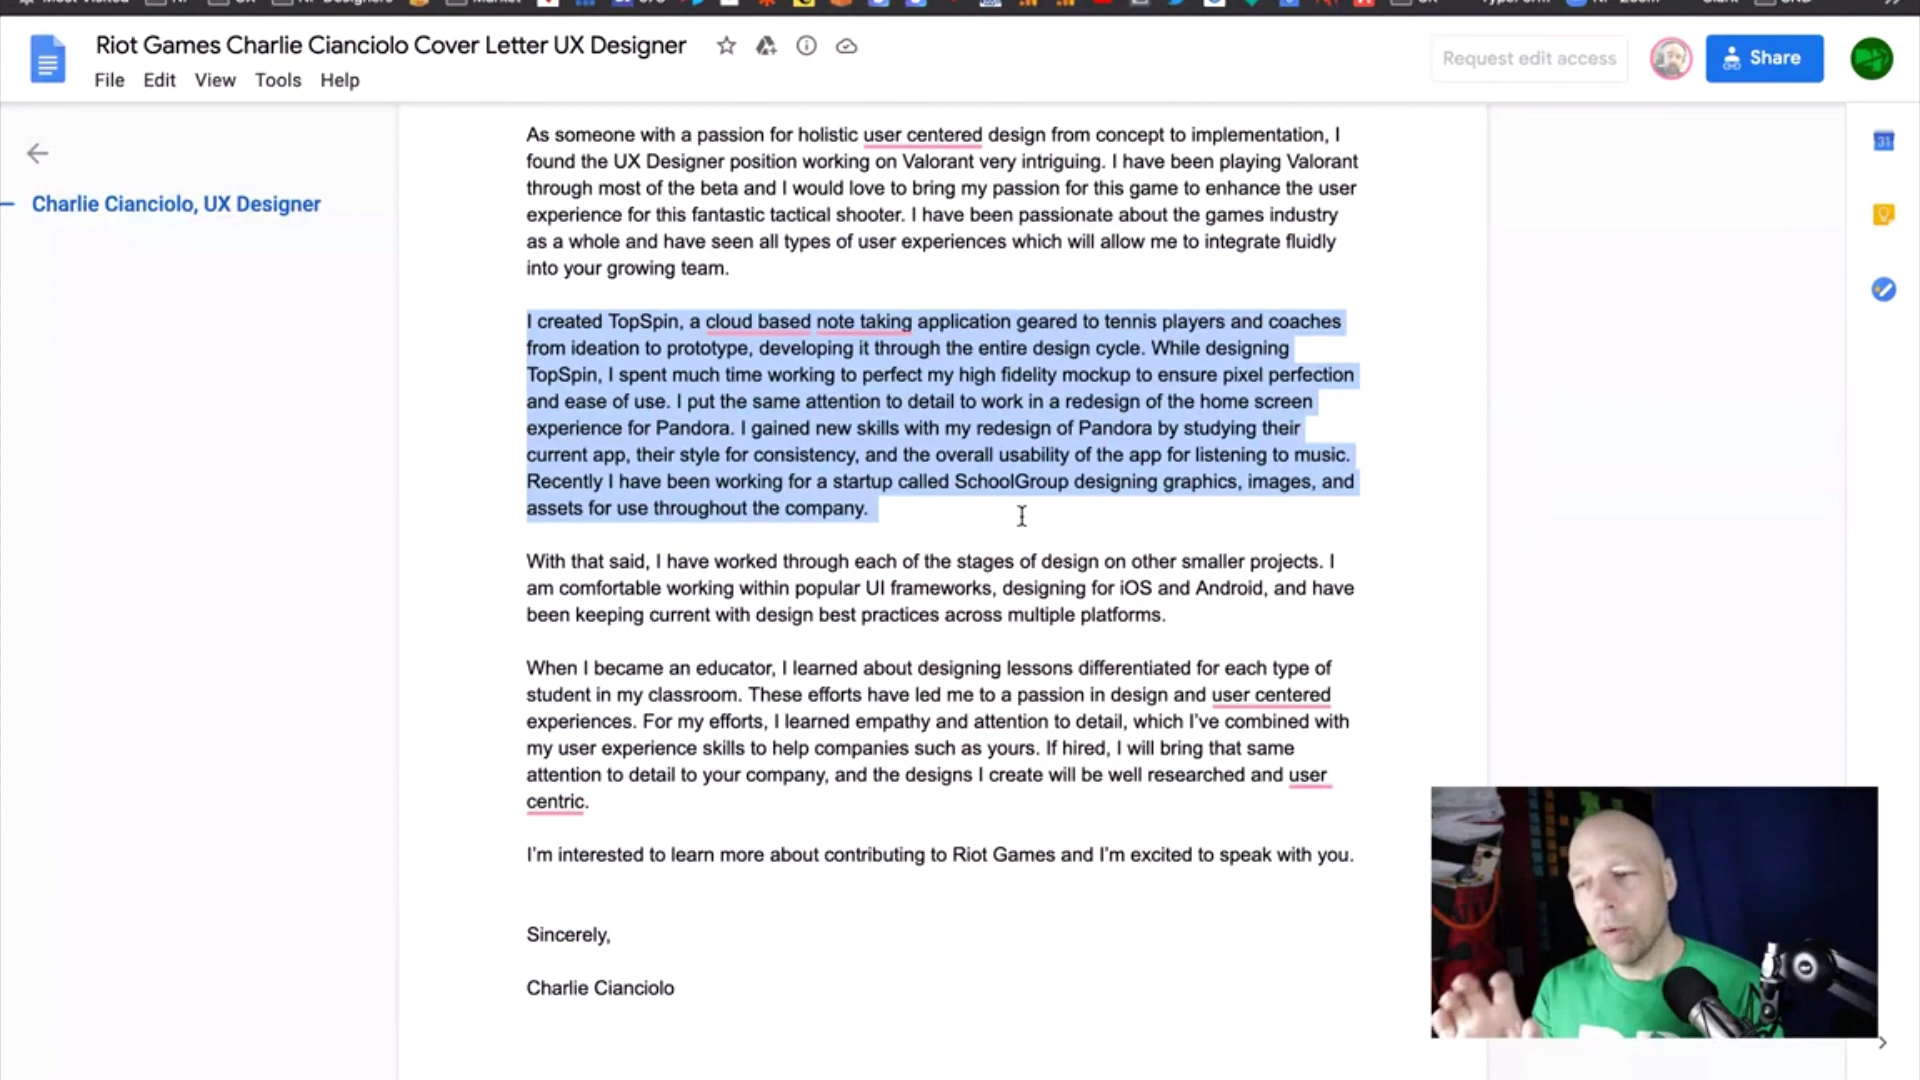 Riot Games Charlie Cianciolo Cover Letter UX Designer
File Edit View Tools Help
Request edit access
Share
Charlie Cianciolo, UX Designer
As someone with a passion for holistic user centered design from concept to implementation, I
found the UX Designer position working on Valorant very intriguing. I have been playing Valorant
through most of the beta and I would love to bring my passion for this game to enhance the user
experience for this fantastic tactical shooter. I have been passionate about the games industry
as a whole and have seen all types of user experiences which will allow me to integrate fluidly
into your growing team.
I created TopSpin, a cloud based note taking application geared to tennis players and coaches
from ideation to prototype, developing it through the entire design cycle. While designing
TopSpin, I spent much time working to perfect my high fidelity mockup to ensure pixel perfection
and ease of use. I put the same attention to detail to work in a redesign of the home screen
experience for Pandora. I gained new skills with my redesign of Pandora by studying their
current app, their style for consistency, and the overall usability of the app for listening to music.
Recently I have been working for a startup called SchoolGroup designing graphics, images, and
assets for use throughout the company.
With that said, I have worked through each of the stages of design on other smaller projects. I
am comfortable working within popular UI frameworks, designing for iOS and Android, and have
been keeping current with design best practices across multiple platforms.
When I became an educator, I learned about designing lessons differentiated for each type of
student in my classroom. These efforts have led me to a passion in design and user centered
experiences. For my efforts, I learned empathy and attention to detail, which I've combined with
my user experience skills to help companies such as yours. If hired, I will bring that same
attention to detail to your company, and the designs I create will be well researched and user
centric.
I'm interested to learn more about contributing to Riot Games and I'm excited to speak with you.
Sincerely,
Charlie Cianciolo
31